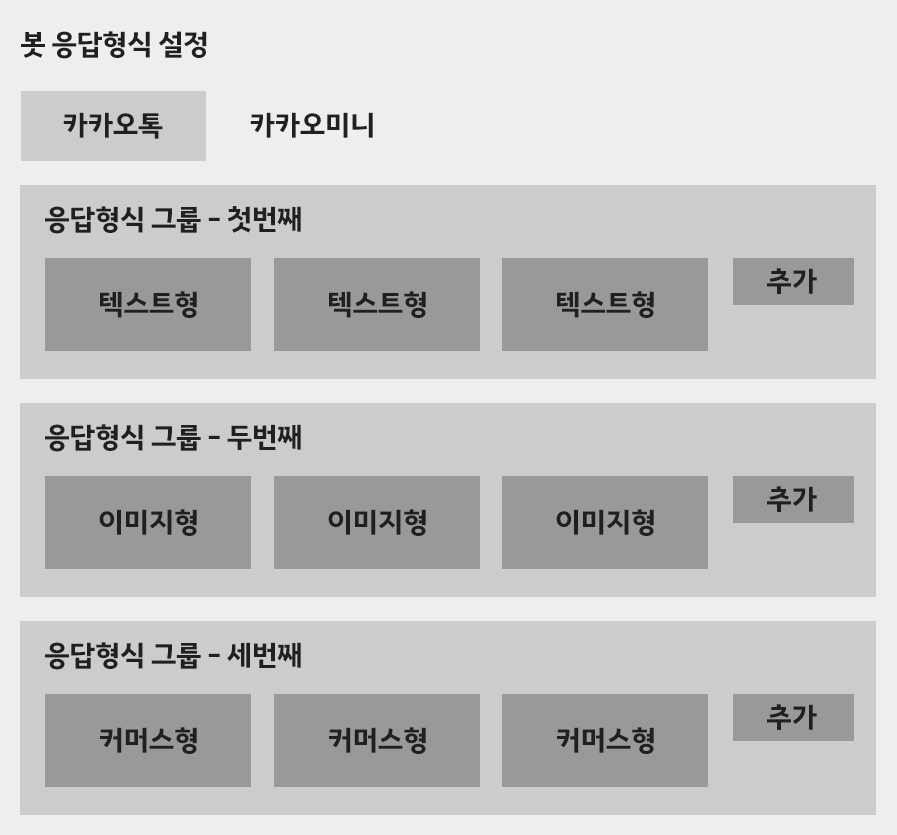 봇 응답형식 설정
카카오톡 카카오미니
응답형식 그룹 - 첫번째
텍스트형 텍스트형 텍스트형 추가
응답형식 그룹 - 두번째
이미지형 이미지형 이미지형 추가
응답형식 그룹 - 세번째
커머스형 커머스형 커머스형 추가